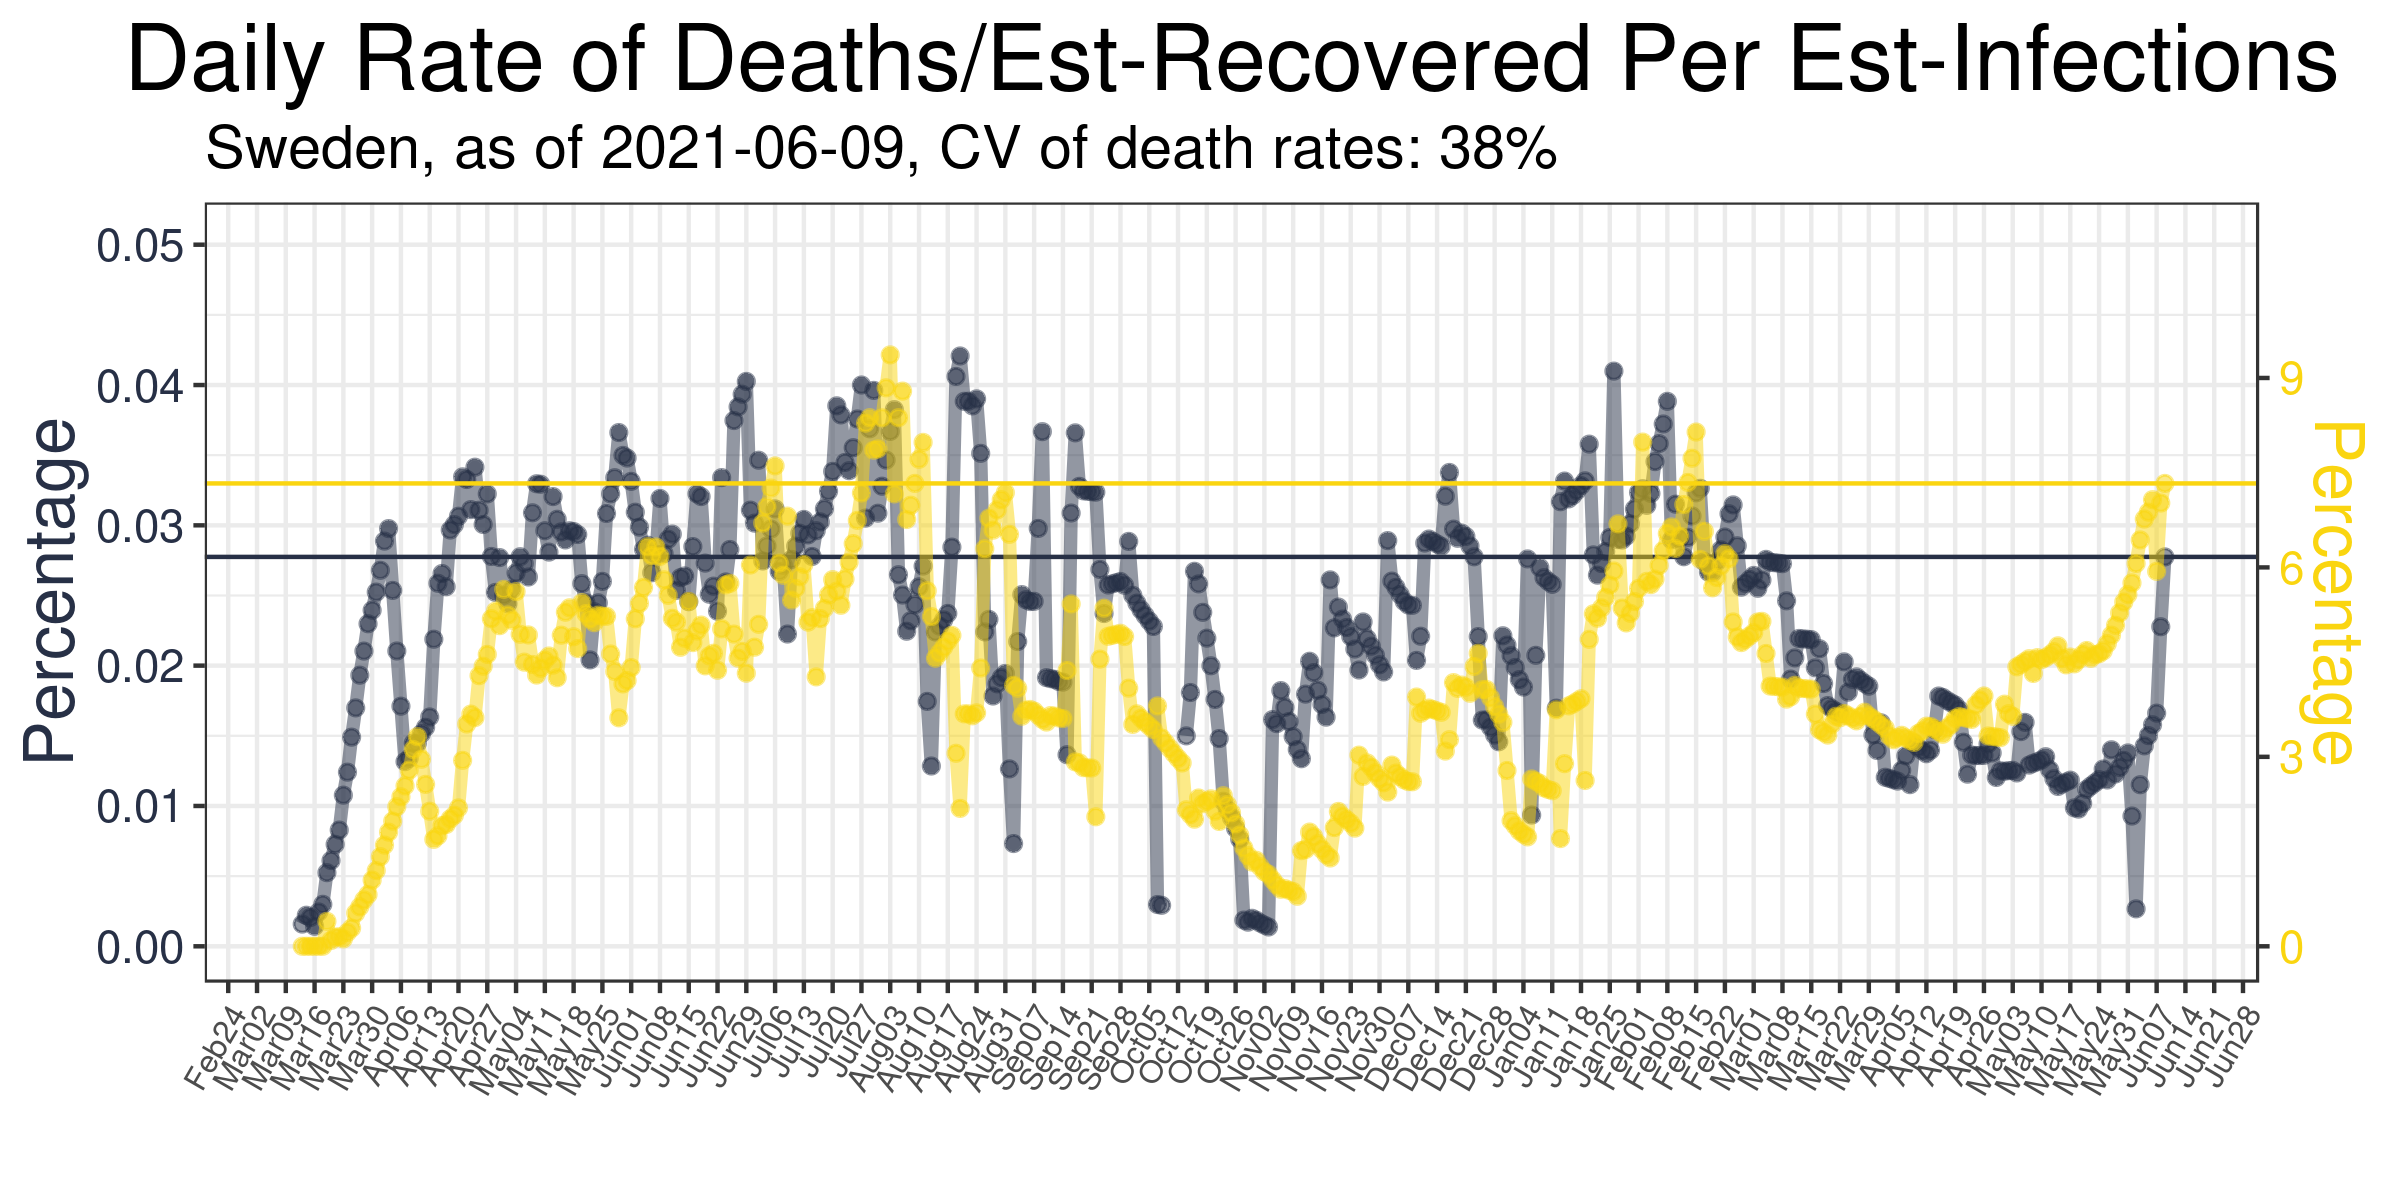 Daily Rate of Deaths/Est-Recovered Per Est-Infections
Sweden, as of 2021-06-09, CV of death rates: 38%
Percentage
0.05
0.04
0.03
0.02
0.01
0.00
9
6
3
0
Percentage
Feb24
Mar02
Mar09
Mar16
Mar23
Mar30
Apr06
Apr13
Apr20
Apr27
May04
May11
May18
May25
Jun01
Jun08
Jun15
Jun22
Jun29
Jul06
Jul13
Jul20
Jul27
Aug03
Aug10
Aug17
Aug24
Aug31
Sep07
Sep14
Sep21
Sep28
Oct05
Oct12
Oct19
Oct26
Nov02
Nov09
Nov16
Nov23
Nov30
Dec07
Dec14
Dec21
Dec28
Jan04
Jan11
Jan18
Jan25
Feb01
Feb08
Feb15
Feb22
Mar01
Mar08
Mar15
Mar22
Mar29
Apr05
Apr12
Apr19
Apr26
May03
May10
May17
May24
May31
Jun07
Jun14
Jun21
Jun28